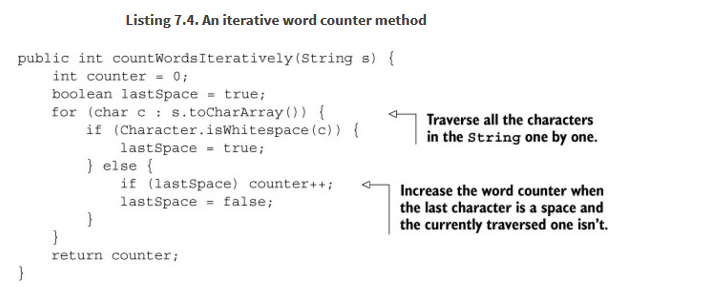 Listing 7.4. An iterative word counter method
public int countWordsIteratively(String s) {
    int counter = 0;
    boolean lastSpace = true;
    for (char c : s.toCharArray()) {
        if (Character.isWhitespace(c)) {
            lastSpace = true;
        } else {
            if (lastSpace) counter++;
            lastSpace = false;
        }
    }
    return counter;
}
Traverse all the characters
in the String one by one.
Increase the word counter when
the last character is a space and
the currently traversed one isn't.